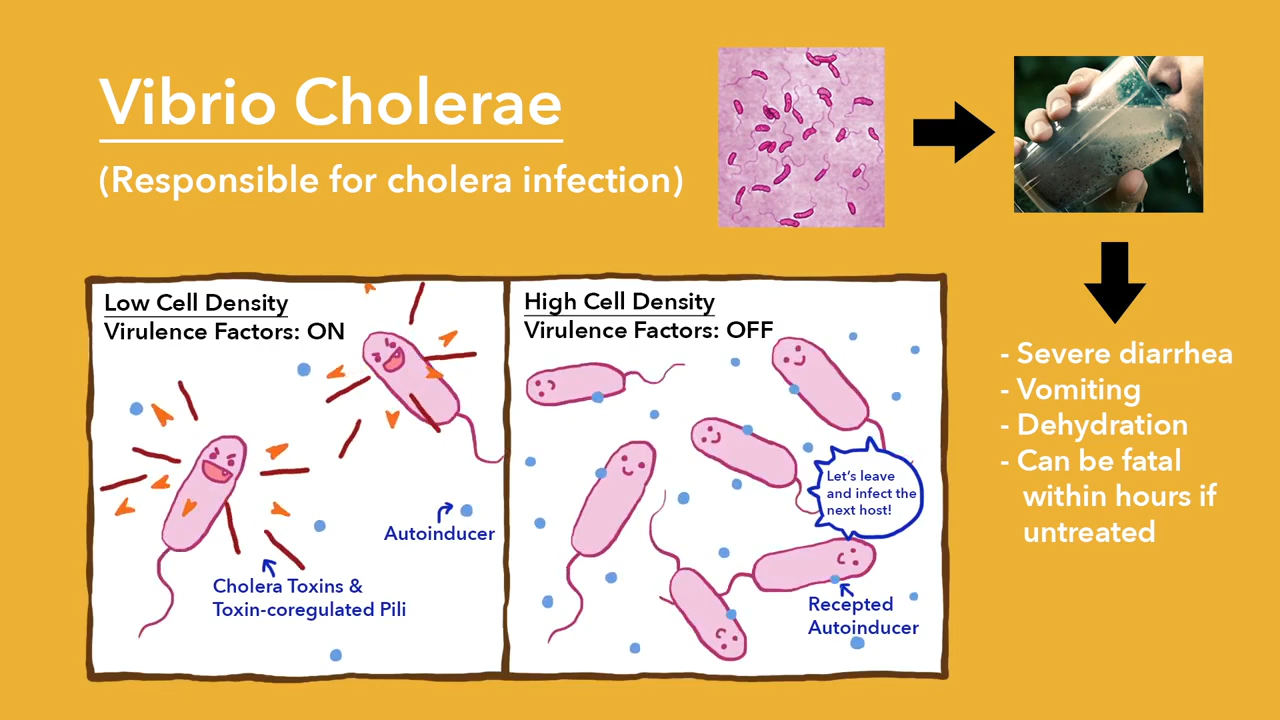 Vibrio Cholerae
(Responsible for cholera infection)
Low Cell Density
Virulence Factors: ON
Autoinducer
Cholera Toxins &
Toxin-coregulated Pili
High Cell Density
Virulence Factors: OFF
Let's leave
and infect the
next host!
Recepted
Autoinducer
- Severe diarrhea
- Vomiting
- Dehydration
- Can be fatal
within hours if
untreated